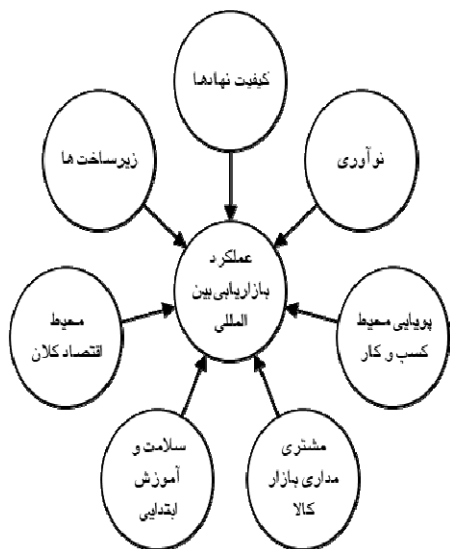 کیفیت نهادها
زیرساخت ها
نوآوری
عملکرد
بازاریابی بین
المللی
محیط
اقتصاد کلان
پویایی محیط
کسب و کار
سلامت و
آموزش
ابتدایی
مشتری
مداری بازار
کالا